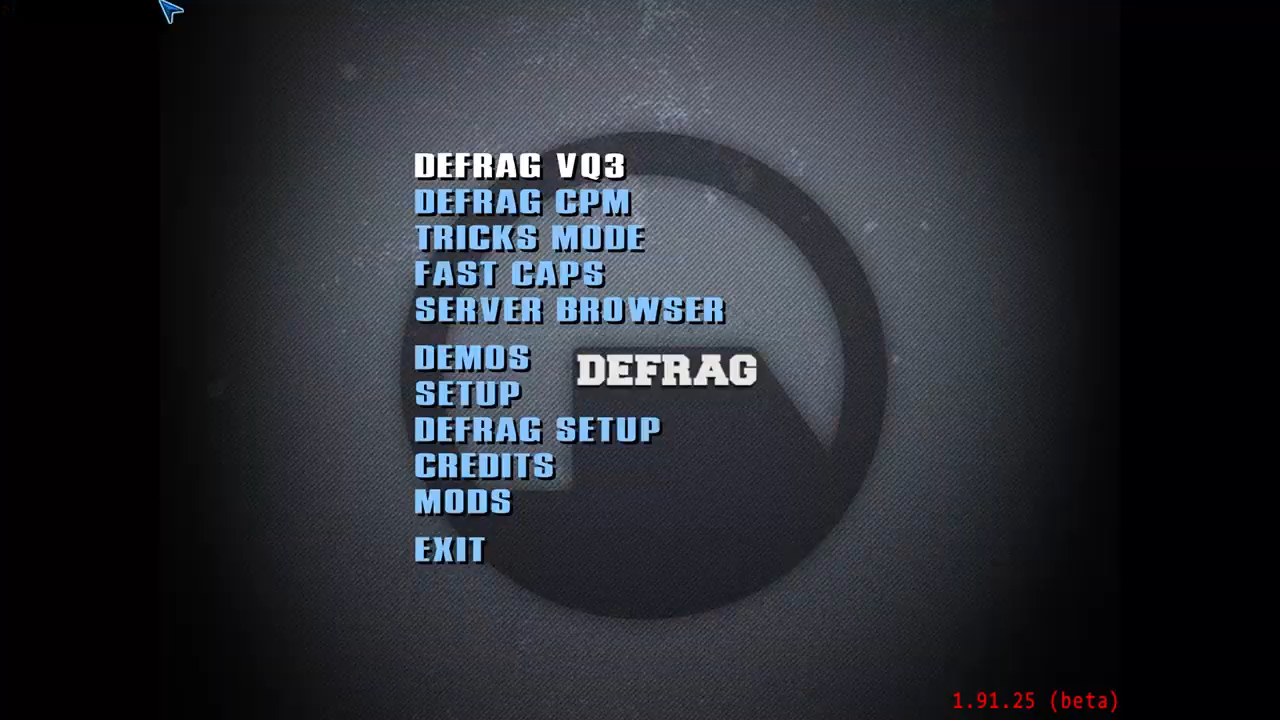 DEFRAG VQ3
DEFRAG CPM
TRICKS MODE
FAST CAPS
SERVER BROWSER
DEMOS
DEFRAG
SETUP
DEFRAG SETUP
CREDITS
MODS
EXIT
1.91.25 (beta)